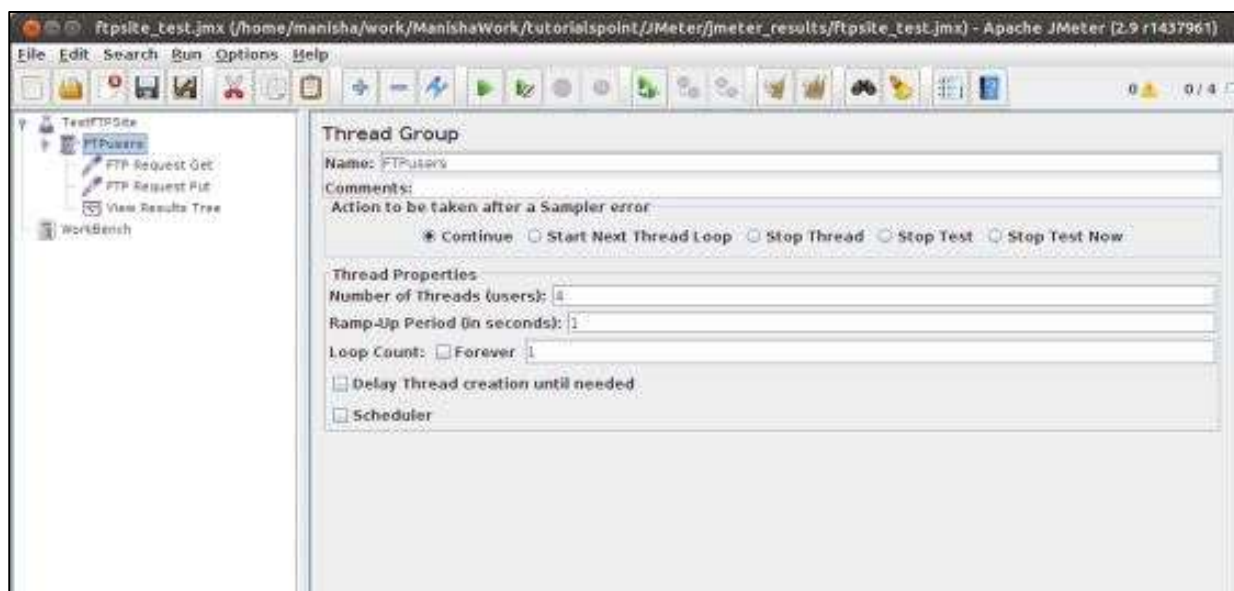 ftpsite_test.jmx (/home/manisha/work/ManishaWork/tutorialspoint/JMeter/jmeter_results/ftpsite_test.jmx) - Apache JMeter (2.9 r1437961)
File Edit Search Run Options Help
0 0 / 4
TestFTPSite
FTPusers
FTP Request Get
FTP Request Put
View Results Tree
WorkBench
Thread Group
Name: FTPusers
Comments:
Action to be taken after a Sampler error
Continue Start Next Thread Loop Stop Thread Stop Test Stop Test Now
Thread Properties
Number of Threads (users): 4
Ramp-Up Period (in seconds): 1
Loop Count: Forever 1
Delay Thread creation until needed
Scheduler